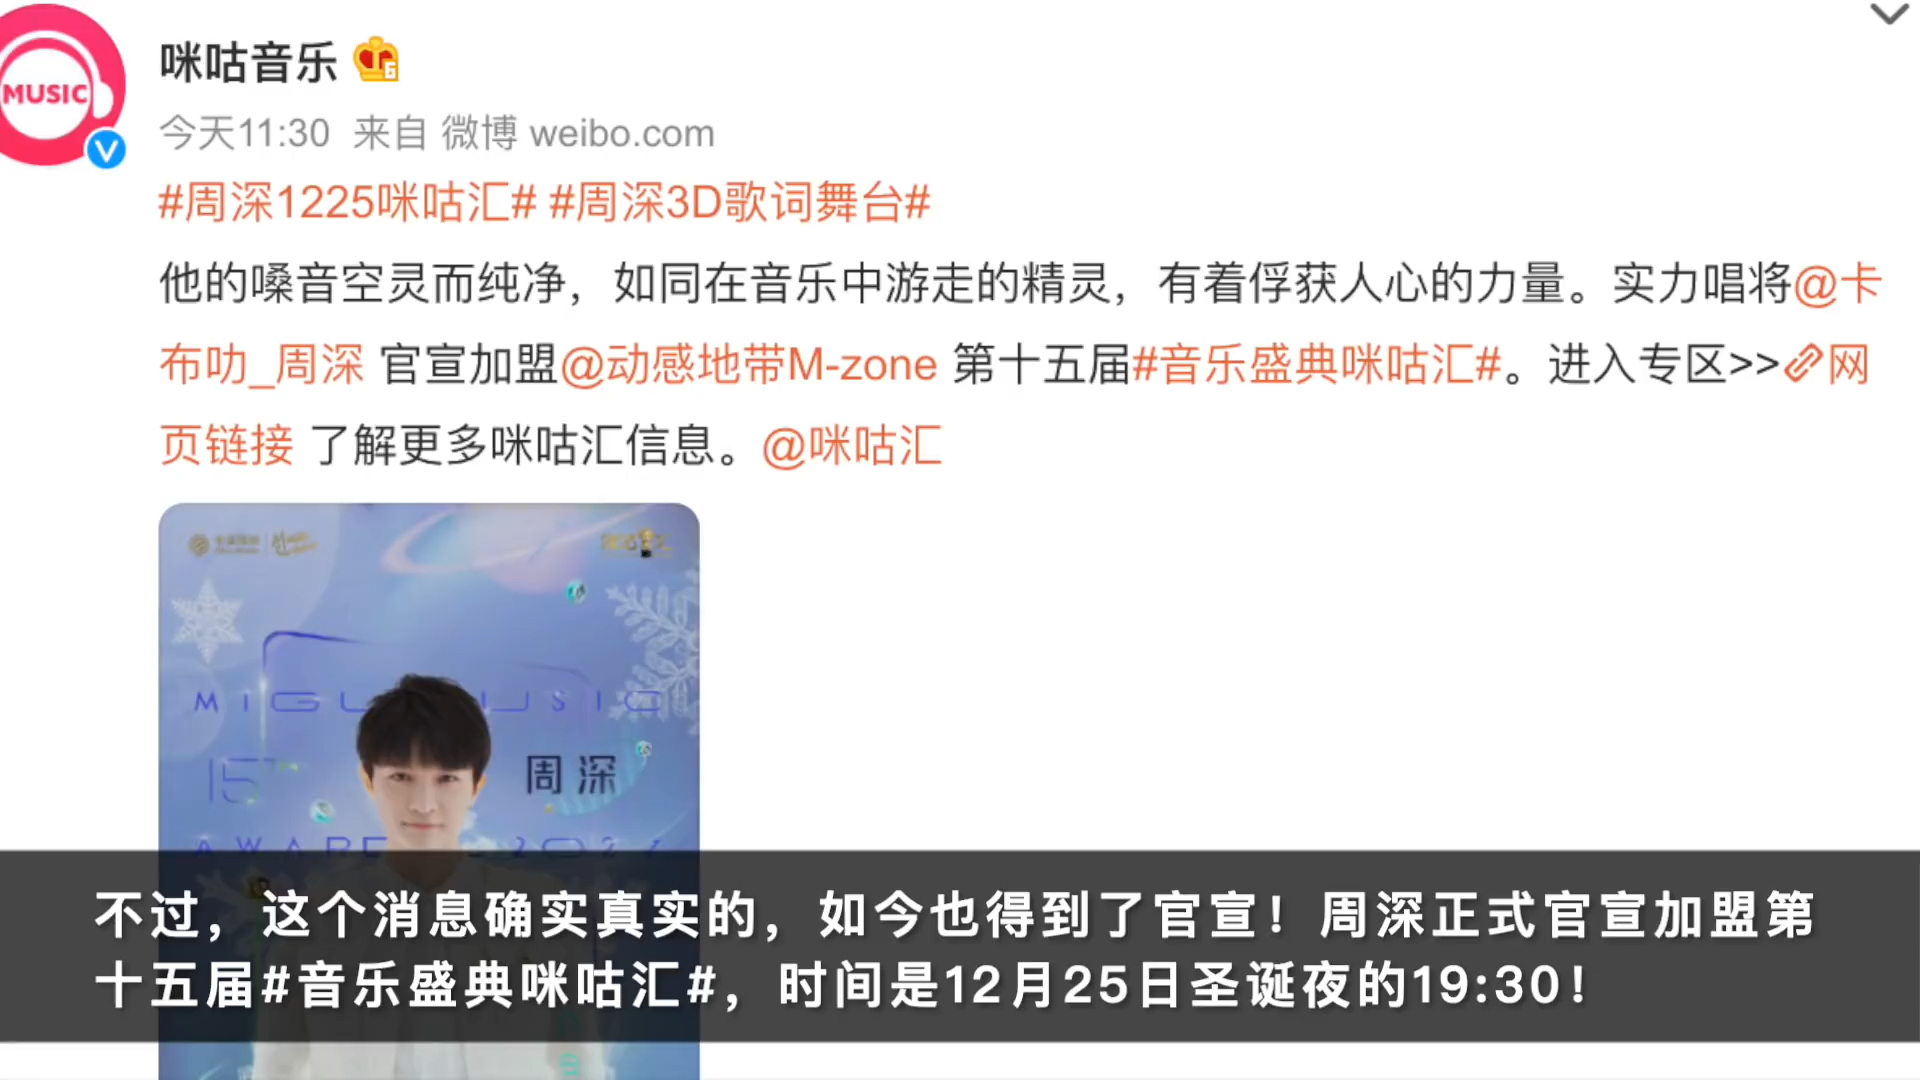 MUSIC
咪咕音乐
6
今天11:30 来自 微博 weibo.com
#周深1225咪咕汇# #周深3D歌词舞台#
他的嗓音空灵而纯净，如同在音乐中游走的精灵，有着俘获人心的力量。实力唱将@卡
布叻_周深 官宣加盟@动感地带M-zone 第十五届#音乐盛典咪咕汇#。进入专区>>网
页链接 了解更多咪咕汇信息。@咪咕汇
周深
不过，这个消息确实真实的，如今也得到了官宣！周深正式官宣加盟第
十五届#音乐盛典咪咕汇#，时间是12月25日圣诞夜的19:30！